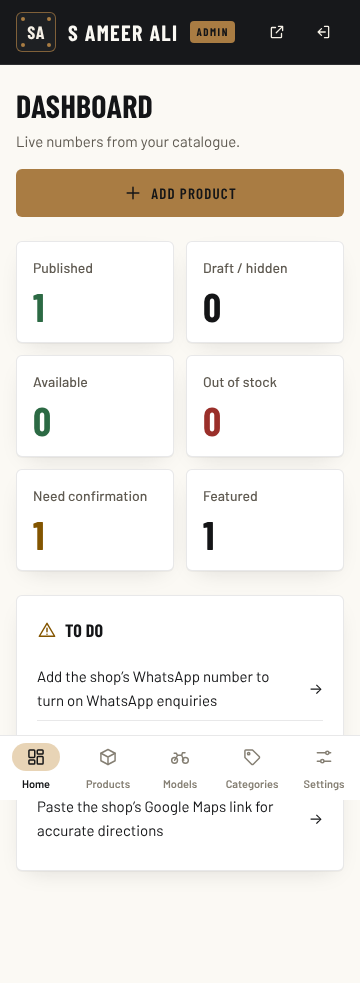 SA
S AMEER ALI
ADMIN
DASHBOARD
Live numbers from your catalogue.
ADD PRODUCT
Published
1
Draft / hidden
0
Available
0
Out of stock
0
Need confirmation
1
Featured
1
TO DO
Add the shop's WhatsApp number to
turn on WhatsApp enquiries
Home
Products
Models
Categories
Settings
Paste the shop's Google Maps link for
accurate directions